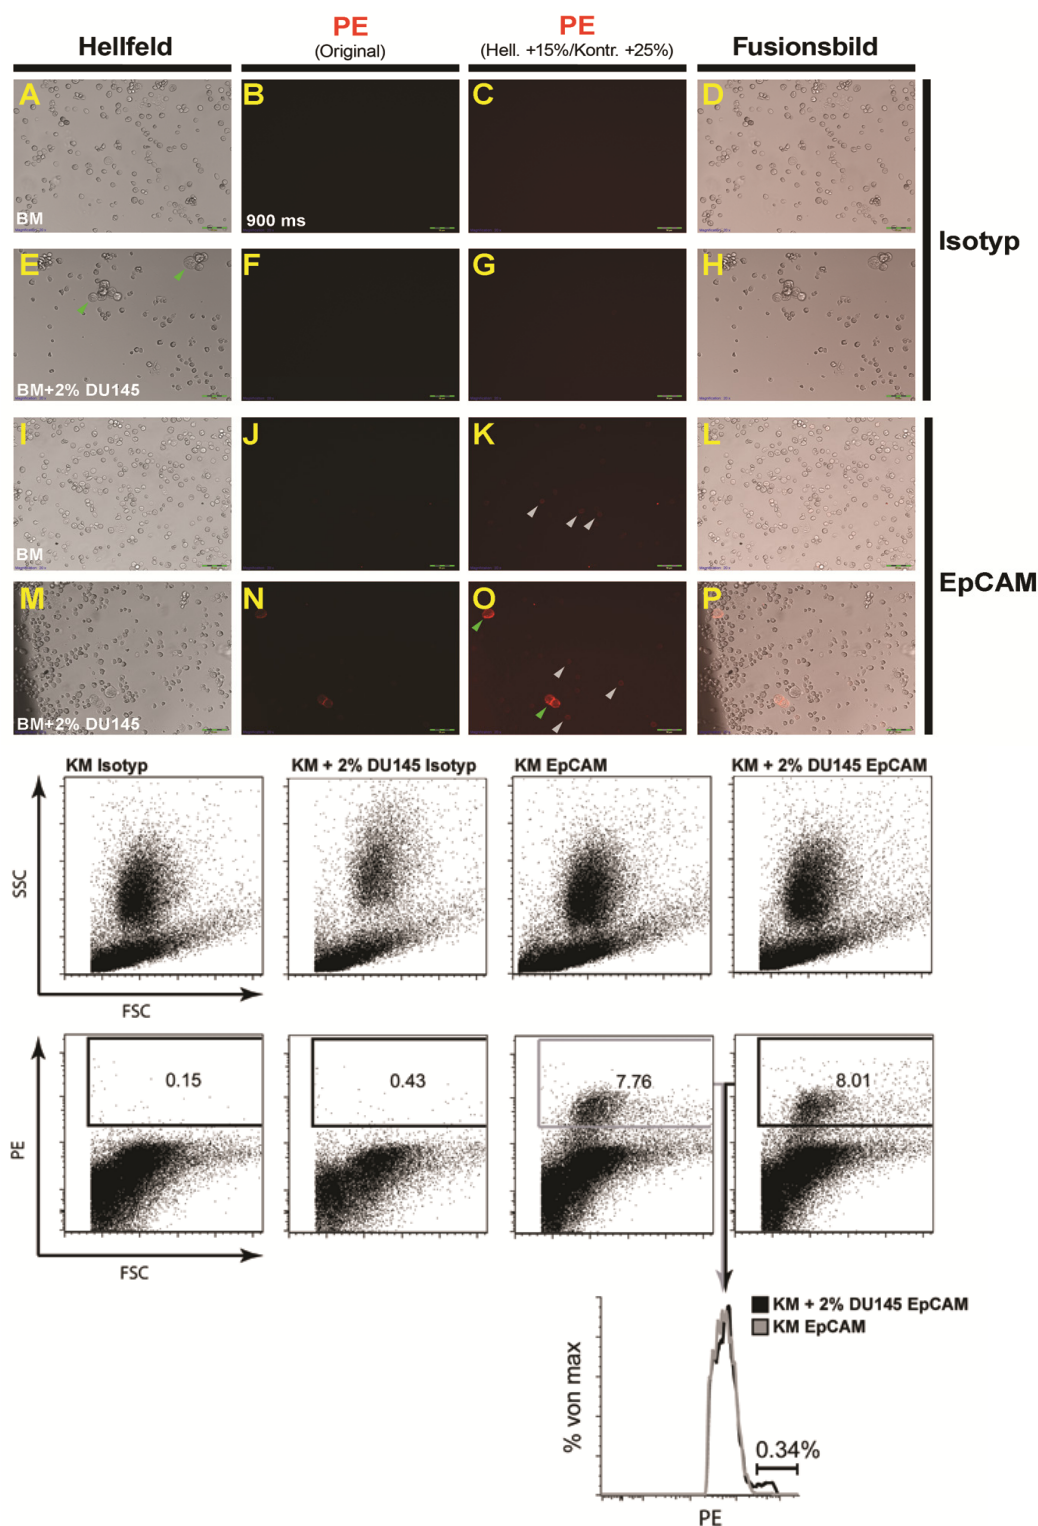 Hellfeld
PE
(Original)
PE
(Hell. +15%/Kontr. +25%)
Fusionsbild
A
BM
B
900 ms
C
D
Isotyp
E
BM+2% DU145
F
G
H
I
BM
J
K
L
EpCAM
M
BM+2% DU145
N
O
P
KM Isotyp
KM + 2% DU145 Isotyp
KM EpCAM
KM + 2% DU145 EpCAM
SSC
FSC
0.15
0.43
7.76
8.01
PE
FSC
KM + 2% DU145 EpCAM
KM EpCAM
% von max
0.34%
PE